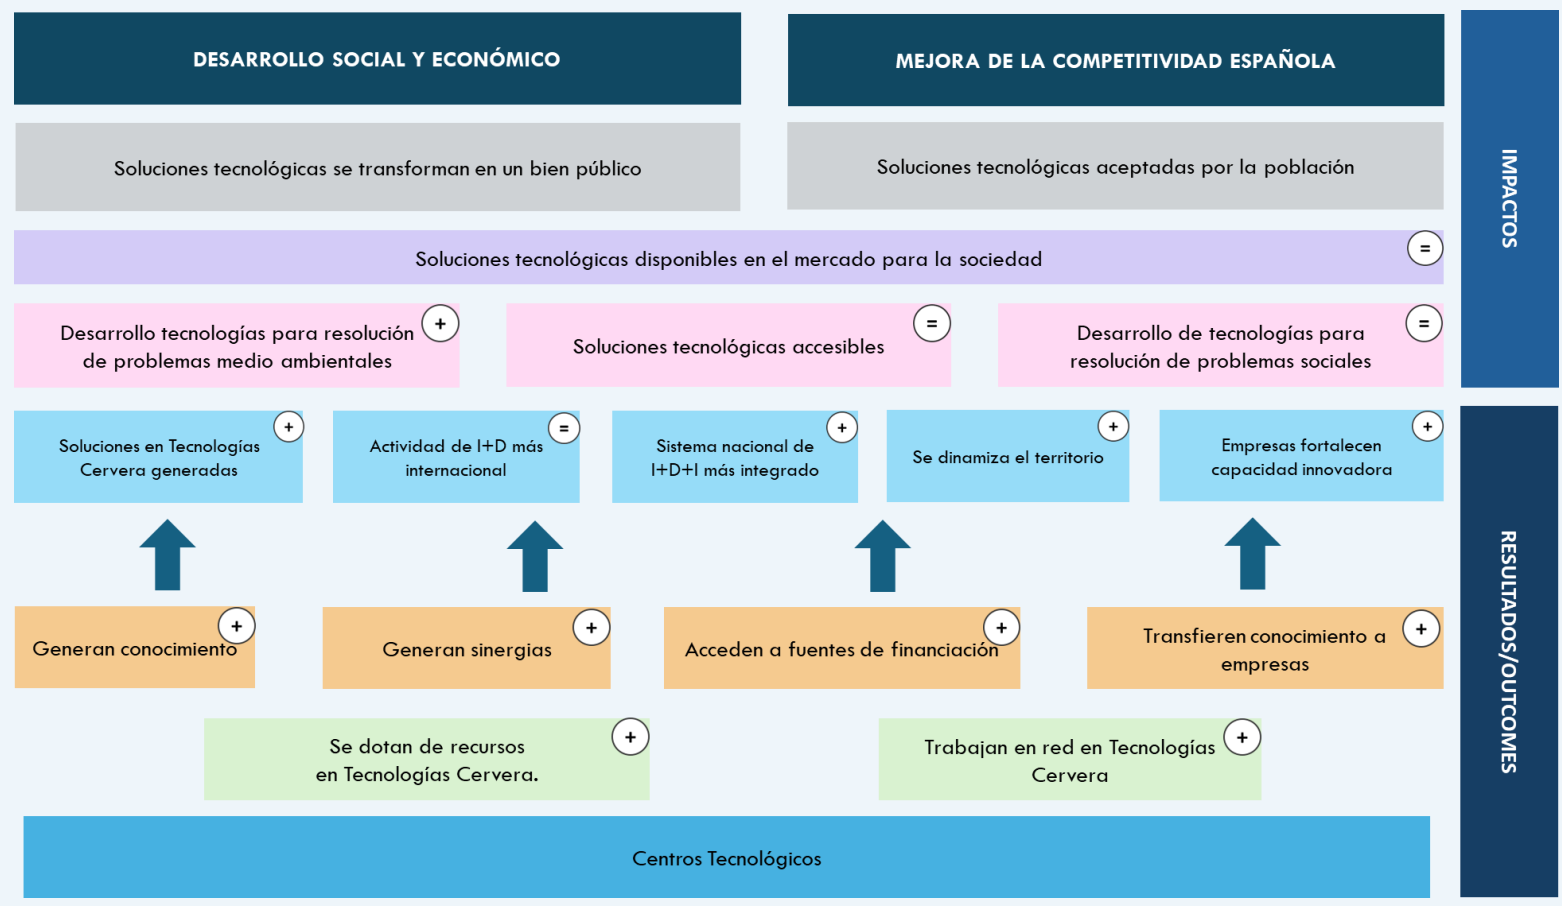 DESARROLLO SOCIAL Y ECONÓMICO
MEJORA DE LA COMPETITIVIDAD ESPAÑOLA
Soluciones tecnológicas se transforman en un bien público
Soluciones tecnológicas aceptadas por la población
Soluciones tecnológicas disponibles en el mercado para la sociedad
=
Desarrollo tecnologías para resolución
de problemas medio ambientales
+
Soluciones tecnológicas accesibles
=
Desarrollo de tecnologías para
resolución de problemas sociales
=
IMPACTOS
Soluciones en Tecnologías
Cervera generadas
+
Actividad de I+D más
internacional
=
Sistema nacional de
I+D+I más integrado
+
Se dinamiza el territorio
+
Empresas fortalecen
capacidad innovadora
+
Generan conocimiento
+
Generan sinergias
+
Acceden a fuentes de financiación
+
Transfieren conocimiento a
empresas
+
Se dotan de recursos
en Tecnologías Cervera.
+
Trabajan en red en Tecnologías
Cervera
+
Centros Tecnológicos
RESULTADOS/OUTCOMES